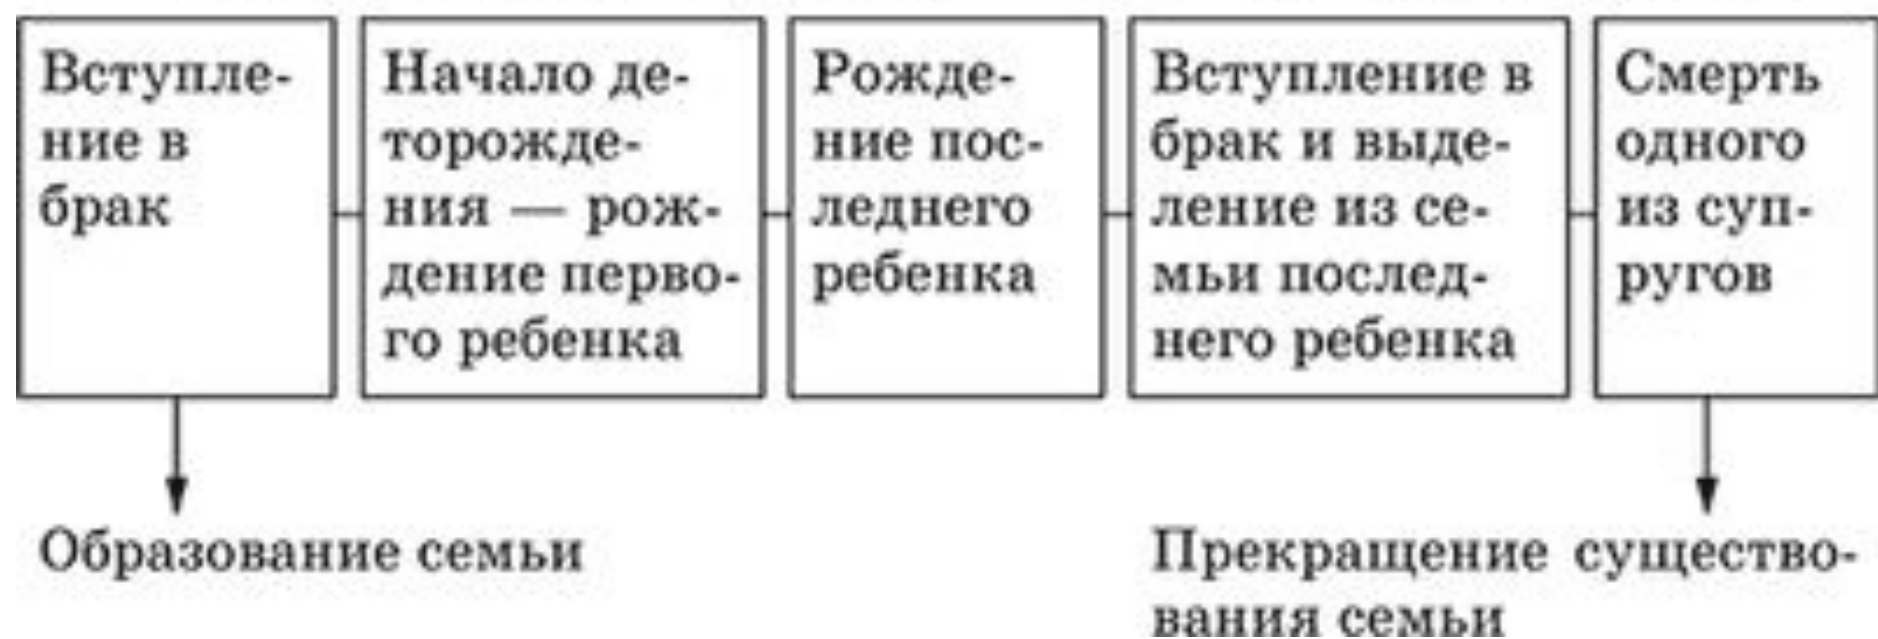 Вступле-
ние в
брак
Начало де-
торожде-
ния — рож-
дение перво-
го ребенка
Рожде-
ние пос-
леднего
ребенка
Вступление в
брак и выде-
ление из се-
мьи послед-
него ребенка
Смерть
одного
из суп-
ругов
Образование семьи
Прекращение существо-
вания семьи